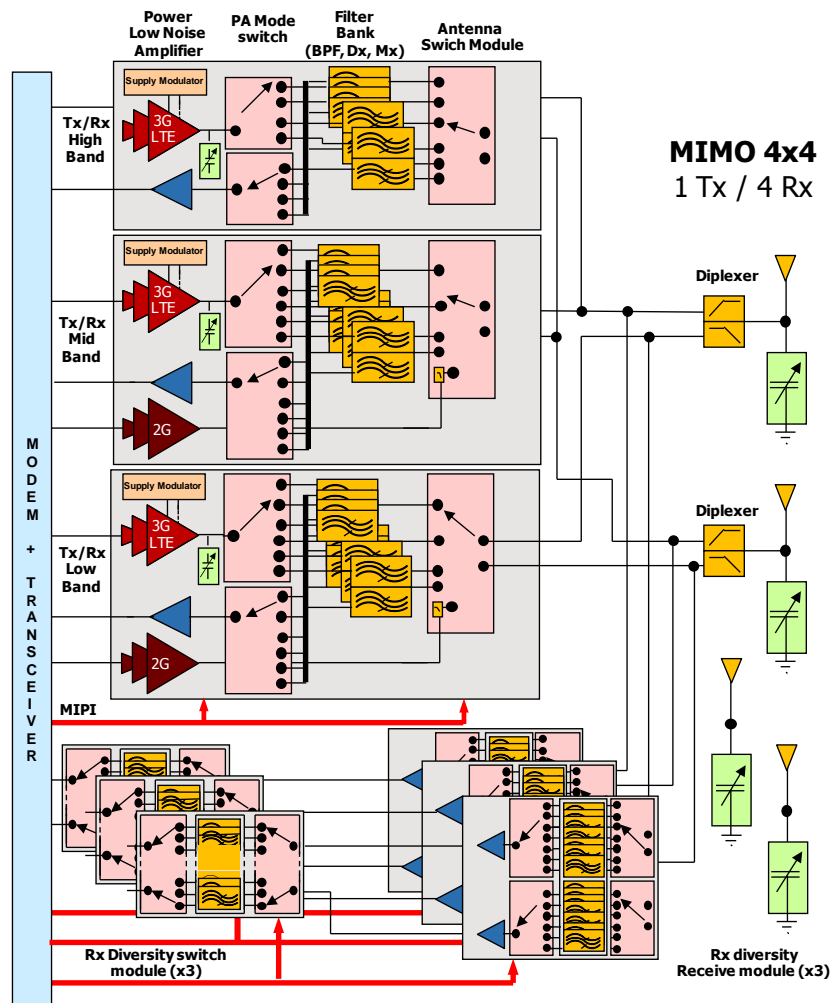 Power
Low Noise
Amplifier
PA Mode
switch
Filter
Bank
(BPF, Dx, Mx)
Antenna
Swich Module
Supply Modulator
3G
LTE
Tx/Rx
High
Band
MIMO 4x4
1 Tx / 4 Rx
Supply Modulator
3G
LTE
Tx/Rx
Mid
Band
2G
Diplexer
Supply Modulator
3G
LTE
Tx/Rx
Low
Band
2G
Diplexer
MODEM + TRANSCEIVER
MIPI
Rx Diversity switch
module (x3)
Rx diversity
Receive module (x3)